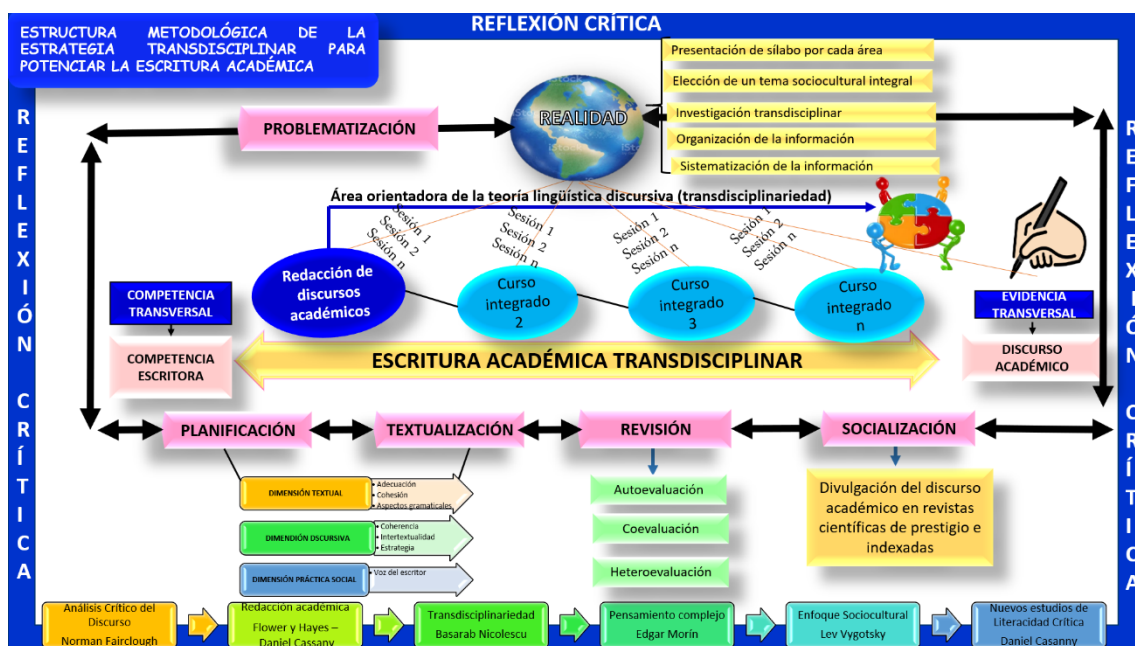 REFLEXIÓN CRÍTICA
ESTRUCTURA METODOLÓGICA DE LA
ESTRATEGIA TRANSDISCIPLINAR PARA
POTENCIAR LA ESCRITURA ACADÉMICA
REFLEXIÓN CRÍTICA
REFLEXIÓN CRÍTICA
Presentación de sílabo por cada área
Elección de un tema sociocultural integral
Investigación transdisciplinar
Organización de la información
Sistematización de la información
PROBLEMATIZACIÓN
iStock
REALIDAD
iStock
Área orientadora de la teoría lingüística discursiva (transdisciplinariedad)
Sesión 1
Sesión 2
Sesión n
Sesión 1
Sesión 2
Sesión n
Sesión 1
Sesión 2
Sesión n
Sesión 1
Sesión 2
Sesión n
Redacción de
discursos
académicos
Curso
integrado
2
Curso
integrado
3
Curso
integrado
n
COMPETENCIA
TRANSVERSAL
COMPETENCIA
ESCRITORA
EVIDENCIA
TRANSVERSAL
DISCURSO
ACADÉMICO
ESCRITURA ACADÉMICA TRANSDISCIPLINAR
PLANIFICACIÓN
TEXTUALIZACIÓN
REVISIÓN
SOCIALIZACIÓN
DIMENSIÓN TEXTUAL
• Adecuación
• Cohesión
• Aspectos gramaticales
DIMENDIÓN DSCURSIVA
• Coherencia
• Intertextualidad
• Estrategia
DIMENSIÓN PRÁCTICA SOCIAL
• Voz del escritor
Autoevaluación
Coevaluación
Heteroevaluación
Divulgación del discurso
académico en revistas
científicas de prestigio e
indexadas
Análisis Crítico del
Discurso
Norman Fairclough
Redacción académica
Flower y Hayes –
Daniel Cassany
Transdisciplinariedad
Basarab Nicolescu
Pensamiento complejo
Edgar Morín
Enfoque Sociocultural
Lev Vygotsky
Nuevos estudios de
Literacidad Crítica
Daniel Casanny